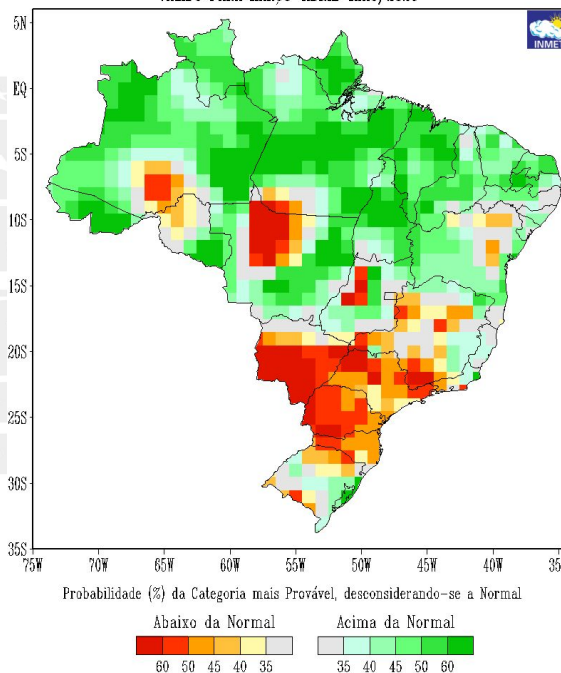 INMET
5N
EQ
5S
10S
15S
20S
25S
30S
35S
75W 70W 65W 60W 55W 50W 45W 40W 35W
Probabilidade (%) da Categoria mais Provável, desconsiderando-se a Normal
Abaixo da Normal Acima da Normal
60 50 45 40 35 35 40 45 50 60